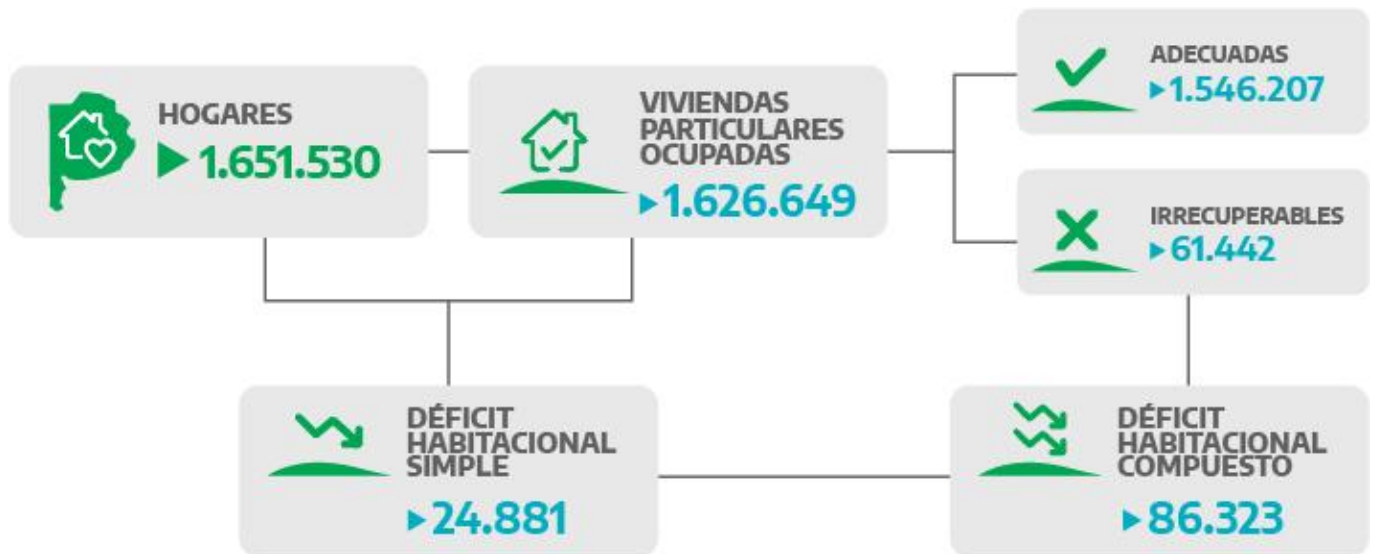 HOGARES
1.651.530
VIVIENDAS
PARTICULARES
OCUPADAS
1.626.649
ADECUADAS
1.546.207
IRRECUPERABLES
61.442
DÉFICIT
HABITACIONAL
SIMPLE
24.881
DÉFICIT
HABITACIONAL
COMPUESTO
86.323